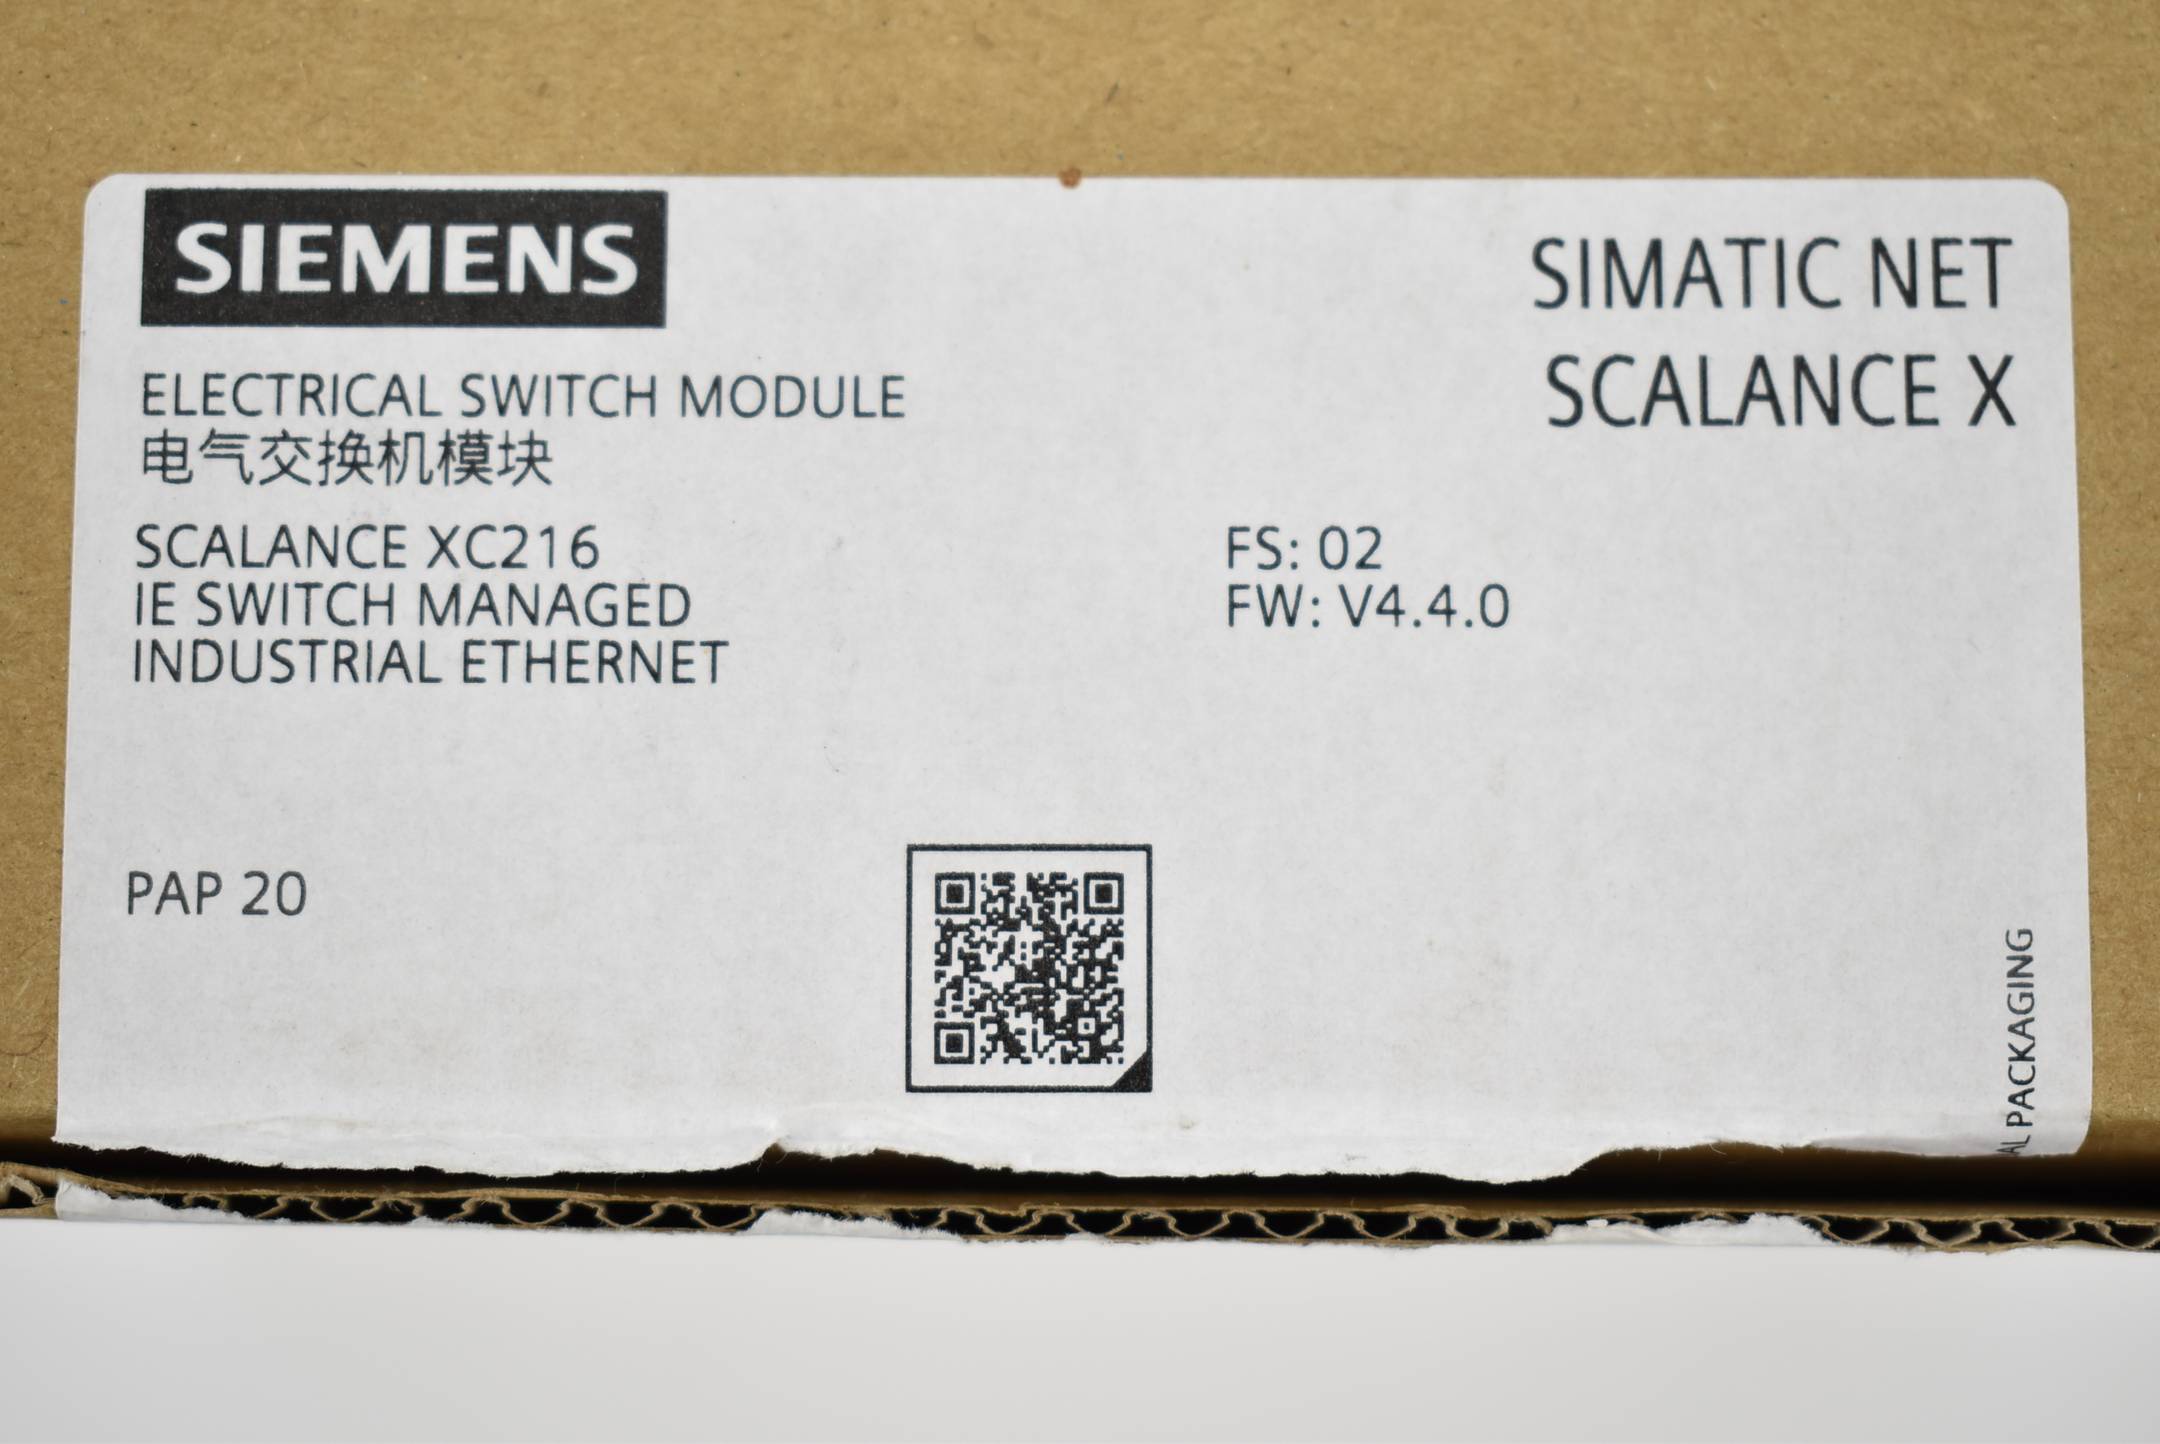 SIEMENS
SIMATIC NET
SCALANCE X
ELECTRICAL SWITCH MODULE
电气交换机模块
SCALANCE XC216
IE SWITCH MANAGED
INDUSTRIAL ETHERNET
FS: 02
FW: V4.4.0
PAP 20
PACKAGING